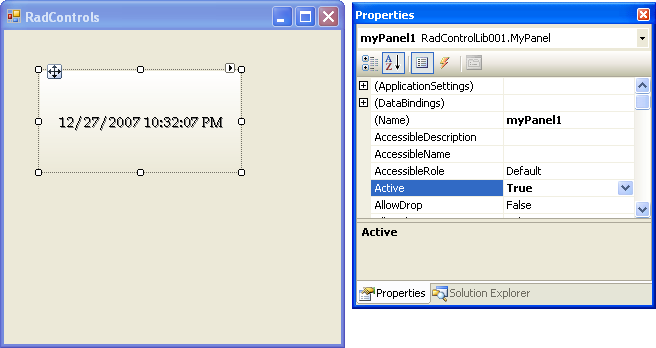 RadControls
12/27/2007 10:32:07 PM
Properties
myPanel1 RadControlLib001.MyPanel
(ApplicationSettings)
(DataBindings)
(Name) myPanel1
AccessibleDescription
AccessibleName
AccessibleRole Default
Active True
AllowDrop False
Active
Properties Solution Explorer